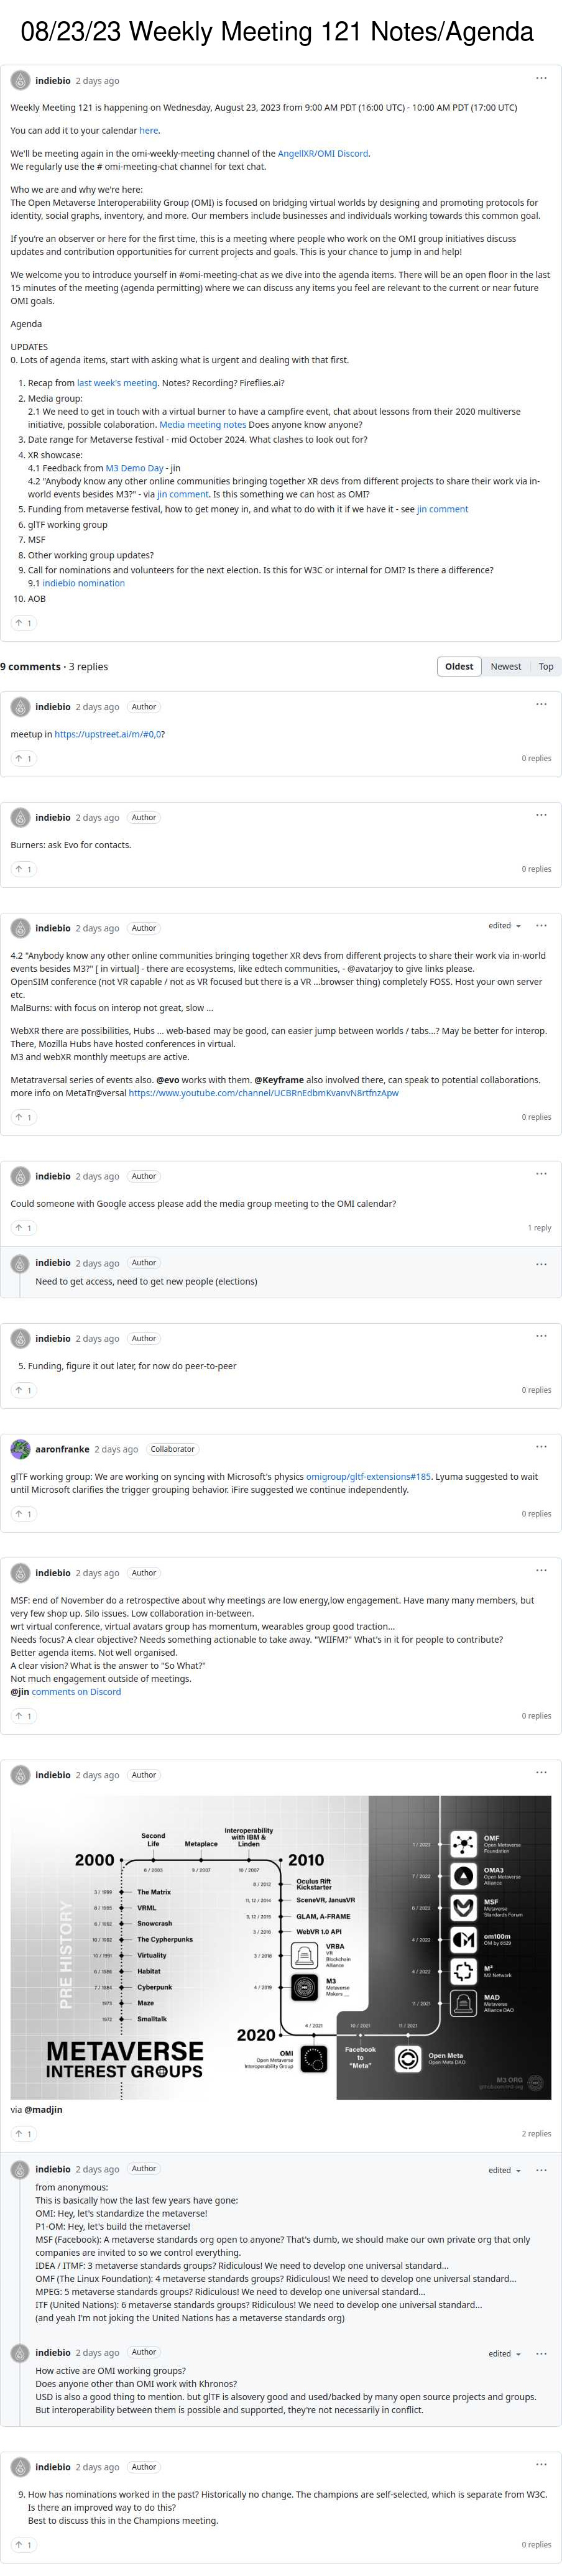 08/23/23 Weekly Meeting 121 Notes/Agenda
indiebio 2 days ago
Weekly Meeting 121 is happening on Wednesday, August 23, 2023 from 9:00 AM PDT (16:00 UTC) - 10:00 AM PDT (17:00 UTC)
You can add it to your calendar here.
We'll be meeting again in the omi-weekly-meeting channel of the AngellXR/OMI Discord.
We regularly use the # omi-meeting-chat channel for text chat.
Who we are and why we're here:
The Open Metaverse Interoperability Group (OMI) is focused on bridging virtual worlds by designing and promoting protocols for
identity, social graphs, inventory, and more. Our members include businesses and individuals working towards this common goal.
If you're an observer or here for the first time, this is a meeting where people who work on the OMI group initiatives discuss
updates and contribution opportunities for current projects and goals. This is your chance to jump in and help!
We welcome you to introduce yourself in #omi-meeting-chat as we dive into the agenda items. There will be an open floor in the last
15 minutes of the meeting (agenda permitting) where we can discuss any items you feel are relevant to the current or near future
OMI goals.
Agenda
UPDATES
0. Lots of agenda items, start with asking what is urgent and dealing with that first.
1. Recap from last week's meeting. Notes? Recording? Fireflies.ai?
2. Media group:
2.1 We need to get in touch with a virtual burner to have a campfire event, chat about lessons from their 2020 multiverse
initiative, possible colaboration. Media meeting notes Does anyone know anyone?
3. Date range for Metaverse festival - mid October 2024. What clashes to look out for?
4. XR showcase:
4.1 Feedback from M3 Demo Day - jin
4.2 "Anybody know any other online communities bringing together XR devs from different projects to share their work via in-
world events besides M3?" - via jin comment. Is this something we can host as OMI?
5. Funding from metaverse festival, how to get money in, and what to do with it if we have it - see jin comment
6. glTF working group
7. MSF
8. Other working group updates?
9. Call for nominations and volunteers for the next election. Is this for W3C or internal for OMI? Is there a difference?
9.1 indiebio nomination
10. AOB
1
9 comments · 3 replies
Oldest Newest Top
indiebio 2 days ago Author
meetup in https://upstreet.ai/m/#0,0?
1 0 replies
indiebio 2 days ago Author
Burners: ask Evo for contacts.
1 0 replies
indiebio 2 days ago Author edited
4.2 "Anybody know any other online communities bringing together XR devs from different projects to share their work via in-world
events besides M3?" [ in virtual] - there are ecosystems, like edtech communities, - @avatarjoy to give links please.
OpenSIM conference (not VR capable / not as VR focused but there is a VR ...browser thing) completely FOSS. Host your own server
etc.
MalBurns: with focus on interop not great, slow ...
WebXR there are possibilities, Hubs ... web-based may be good, can easier jump between worlds / tabs...? May be better for interop.
There, Mozilla Hubs have hosted conferences in virtual.
M3 and webXR monthly meetups are active.
Metatraversal series of events also. @evo works with them. @Keyframe also involved there, can speak to potential collaborations.
more info on MetaTr@versal https://www.youtube.com/channel/UCBRnEdbmKvanvN8rtfnzApw
1 0 replies
indiebio 2 days ago Author
Could someone with Google access please add the media group meeting to the OMI calendar?
1 1 reply
indiebio 2 days ago Author
Need to get access, need to get new people (elections)
indiebio 2 days ago Author
5. Funding, figure it out later, for now do peer-to-peer
1 0 replies
aaronfranke 2 days ago Collaborator
glTF working group: We are working on syncing with Microsoft's physics omigroup/gltf-extensions#185. Lyuma suggested to wait
until Microsoft clarifies the trigger grouping behavior. iFire suggested we continue independently.
1 0 replies
indiebio 2 days ago Author
MSF: end of November do a retrospective about why meetings are low energy,low engagement. Have many many members, but
very few shop up. Silo issues. Low collaboration in-between.
wrt virtual conference, virtual avatars group has momentum, wearables group good traction...
Needs focus? A clear objective? Needs something actionable to take away. "WIIFM?" What's in it for people to contribute?
Better agenda items. Not well organised.
A clear vision? What is the answer to "So What?"
Not much engagement outside of meetings.
@jin comments on Discord
1 0 replies
indiebio 2 days ago Author
PRE HISTORY
2000
Second
Life
6 / 2003
Metaplace
9 / 2007
Interoperability
with IBM &
Linden
10 / 2007
2010
3 / 1999 The Matrix
8 / 1995 VRML
6 / 1992 Snowcrash
9 / 1992 The Cypherpunks
10 / 1991 Virtuality
6 / 1986 Habitat
7 / 1984 Cyberpunk
1973 Maze
1972 Smalltalk
8 / 2012 Oculus Rift
Kickstarter
11, 12 / 2014 SceneVR, JanusVR
9, 12 / 2015 GLAM, A-FRAME
3 / 2016 WebVR 1.0 API
3 / 2018 VRBA
VR
Blockchain
Alliance
4 / 2019 M3
Metaverse
Makers __
2020
4 / 2021
OMI
Open Metaverse
Interoperability Group
10 / 2021
Facebook
to
"Meta"
11 / 2021
Open Meta
Open Meta DAO
1 / 2023 OMF
Open Metaverse
Foundation
7 / 2022 OMA3
Open Metaverse
Alliance
6 / 2022 MSF
Metaverse
Standards Forum
4 / 2022 om100m
OM by 6529
4 / 2022 M²
M2 Network
11 / 2021 MAD
Metaverse
Alliance DAO
METAVERSE
INTEREST GROUPS
M3 ORG
via @madjin
1 2 replies
indiebio 2 days ago Author edited
from anonymous:
This is basically how the last few years have gone:
OMI: Hey, let's standardize the metaverse!
P1-OM: Hey, let's build the metaverse!
MSF (Facebook): A metaverse standards org open to anyone? That's dumb, we should make our own private org that only
companies are invited to so we control everything.
IDEA / ITMF: 3 metaverse standards groups? Ridiculous! We need to develop one universal standard...
OMF (The Linux Foundation): 4 metaverse standards groups? Ridiculous! We need to develop one universal standard...
MPEG: 5 metaverse standards groups? Ridiculous! We need to develop one universal standard...
ITF (United Nations): 6 metaverse standards groups? Ridiculous! We need to develop one universal standard...
(and yeah I'm not joking the United Nations has a metaverse standards org)
indiebio 2 days ago Author edited
How active are OMI working groups?
Does anyone other than OMI work with Khronos?
USD is also a good thing to mention. but glTF is alsovery good and used/backed by many open source projects and groups.
But interoperability between them is possible and supported, they're not necessarily in conflict.
indiebio 2 days ago Author
9. How has nominations worked in the past? Historically no change. The champions are self-selected, which is separate from W3C.
Is there an improved way to do this?
Best to discuss this in the Champions meeting.
1 0 replies